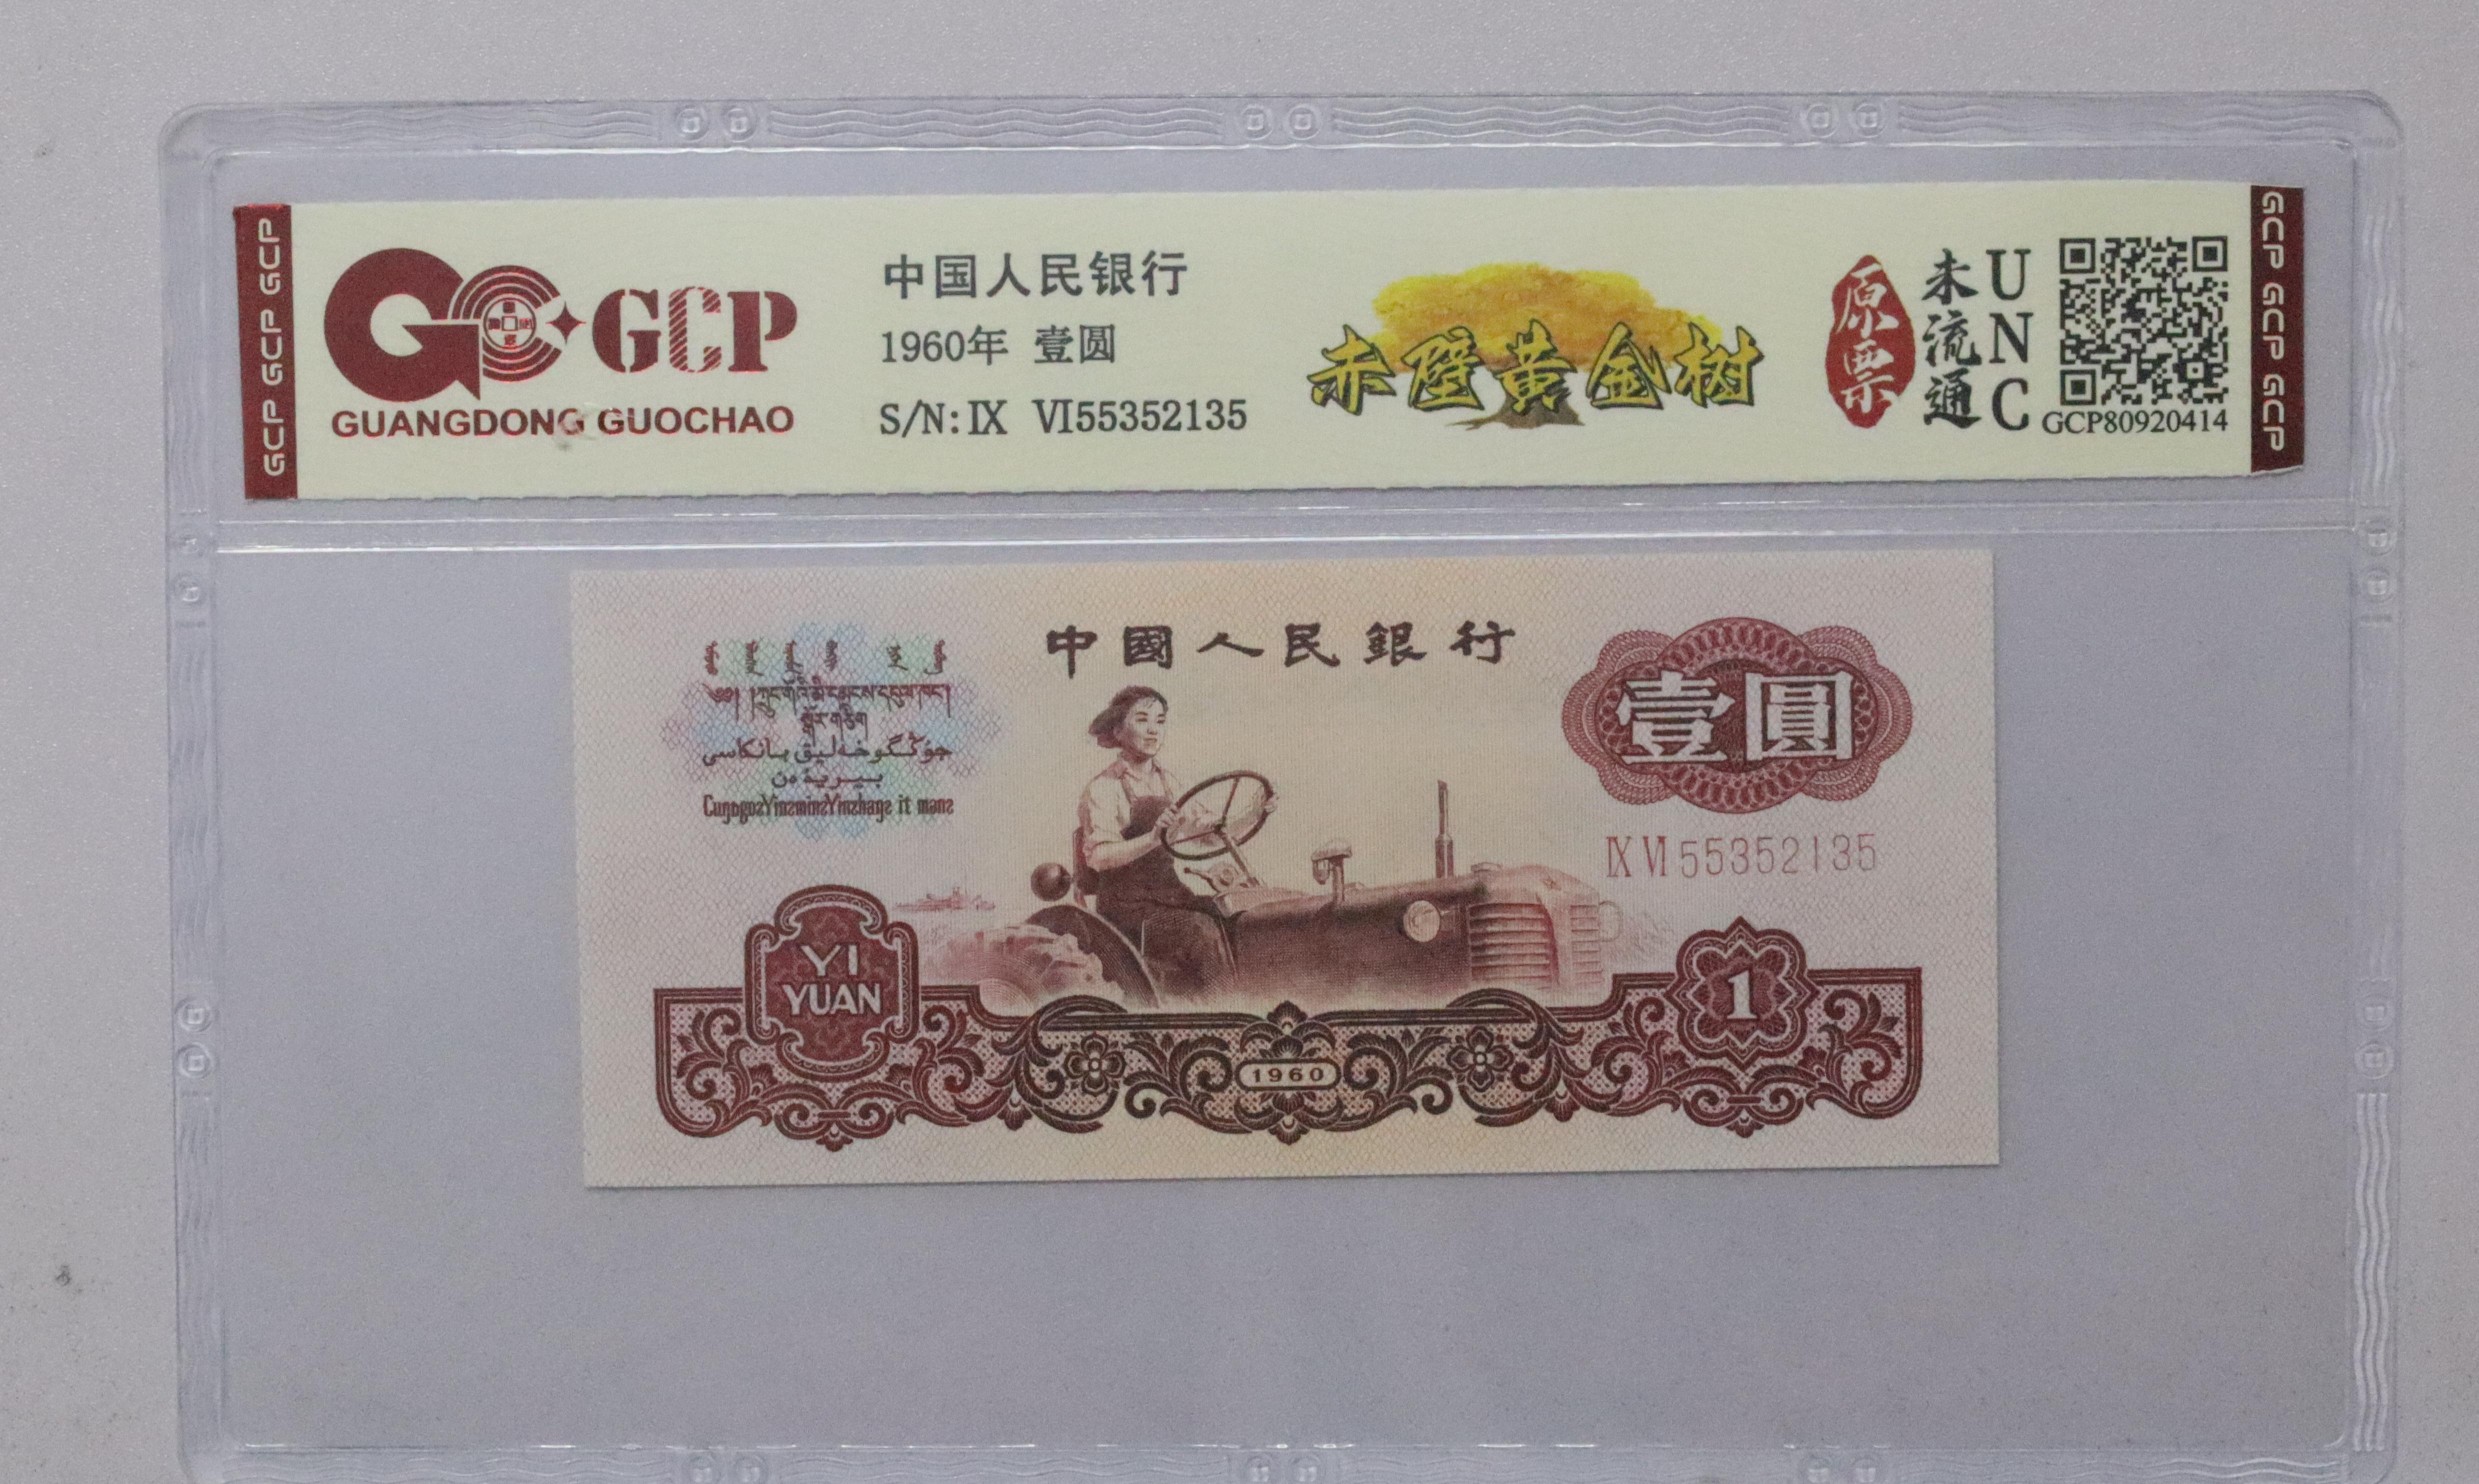 GCP GCP GCP
GCP
GUANGDONG GUOCHAO
中国人民银行
1960年 壹圆
S/N:IX VI55352135
赤壁黄金树
原票
未流通
UNC
GCP80920414
GCP GCP GCP
中國人民銀行
壹圓
IX VI 55352135
YI
YUAN
1
1960